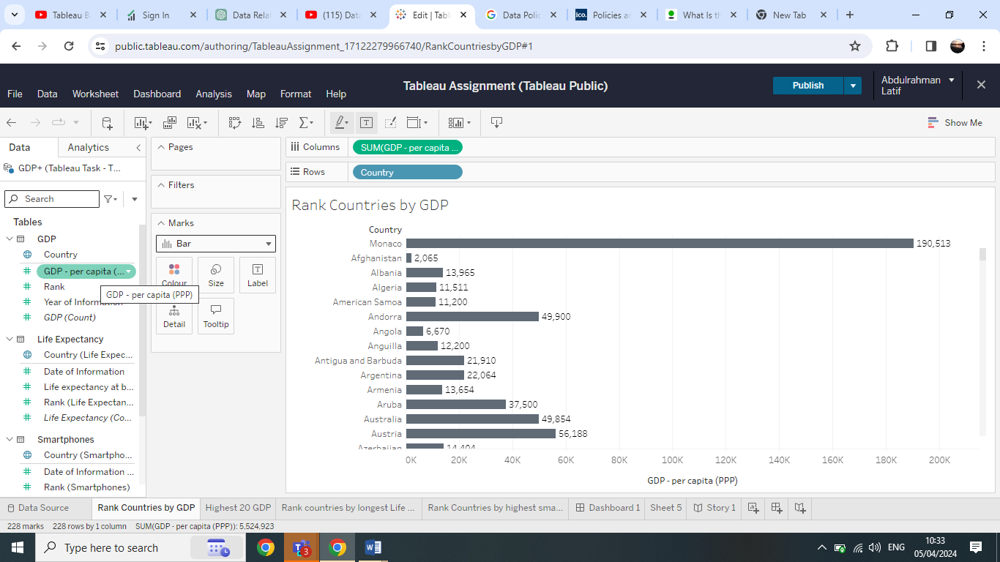 Tableau B
Sign In
Data Rela
(115) Data
Edit | Tabl
Data Polic
ico.
Policies a
What Is th
New Tab
public.tableau.com/authoring/TableauAssignment_17122279966740/RankCountriesbyGDP#1
File Data Worksheet Dashboard Analysis Map Format Help
Tableau Assignment (Tableau Public)
Publish
Abdulrahman
Latif
Show Me
Data Analytics
GDP+ (Tableau Task - T...
Search
Tables
GDP
Country
GDP - per capita (...
Rank
GDP - per capita (PPP)
Year of Information
GDP (Count)
Life Expectancy
Country (Life Expec...
Date of Information
Life expectancy at b...
Rank (Life Expectan...
Life Expectancy (Co...
Smartphones
Country (Smartpho...
Date of Information ...
Rank (Smartphones)
Pages
Filters
Marks
Bar
Colour Size Label
Detail Tooltip
Columns SUM(GDP - per capita ...
Rows Country
Rank Countries by GDP
Country
Monaco 190,513
Afghanistan 2,065
Albania 13,965
Algeria 11,511
American Samoa 11,200
Andorra 49,900
Angola 6,670
Anguilla 12,200
Antigua and Barbuda 21,910
Argentina 22,064
Armenia 13,654
Aruba 37,500
Australia 49,854
Austria 56,188
Azerbaijan 14,404
0K 20K 40K 60K 80K 100K 120K 140K 160K 180K 200K
GDP - per capita (PPP)
Data Source Rank Countries by GDP Highest 20 GDP Rank countries by longest Life ... Rank Countries by highest sma... Dashboard 1 Sheet 5 Story 1
228 marks 228 rows by 1 column SUM(GDP - per capita (PPP)): 5,524,923
Type here to search
3
ENG
10:33
05/04/2024